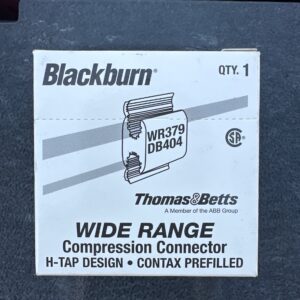 Blackburn®
QTY. 1
WR379
DB404
Thomas&Betts
A Member of the ABB Group
WIDE RANGE
Compression Connector
H-TAP DESIGN • CONTAX PREFILLED